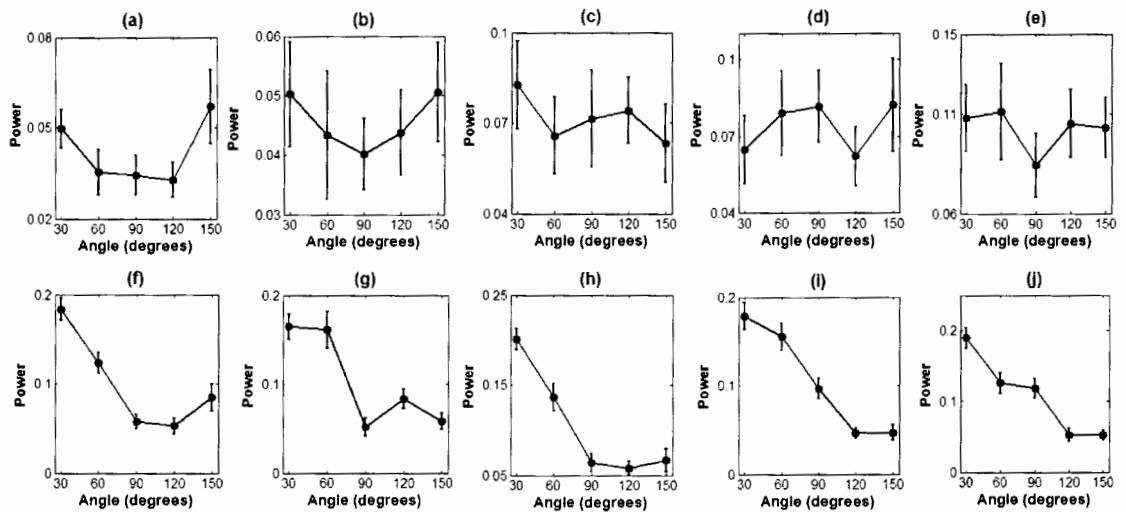 (a)
0.08
0.05
0.02
Power
30 60 90 120 150
Angle (degrees)
(b)
0.06
0.05
0.04
0.03
Power
30 60 90 120 150
Angle (degrees)
(c)
0.1
0.07
0.04
Power
30 60 90 120 150
Angle (degrees)
(d)
0.1
0.07
0.04
Power
30 60 90 120 150
Angle (degrees)
(e)
0.15
0.11
0.06
Power
30 60 90 120 150
Angle (degrees)
(f)
0.2
0.1
0
Power
30 60 90 120 150
Angle (degrees)
(g)
0.2
0.1
0
Power
30 60 90 120 150
Angle (degrees)
(h)
0.25
0.15
0.05
Power
30 60 90 120 150
Angle (degrees)
(i)
0.2
0.1
0
Power
30 60 90 120 150
Angle (degrees)
(j)
0.2
0.1
0
Power
30 60 90 120 150
Angle (degrees)